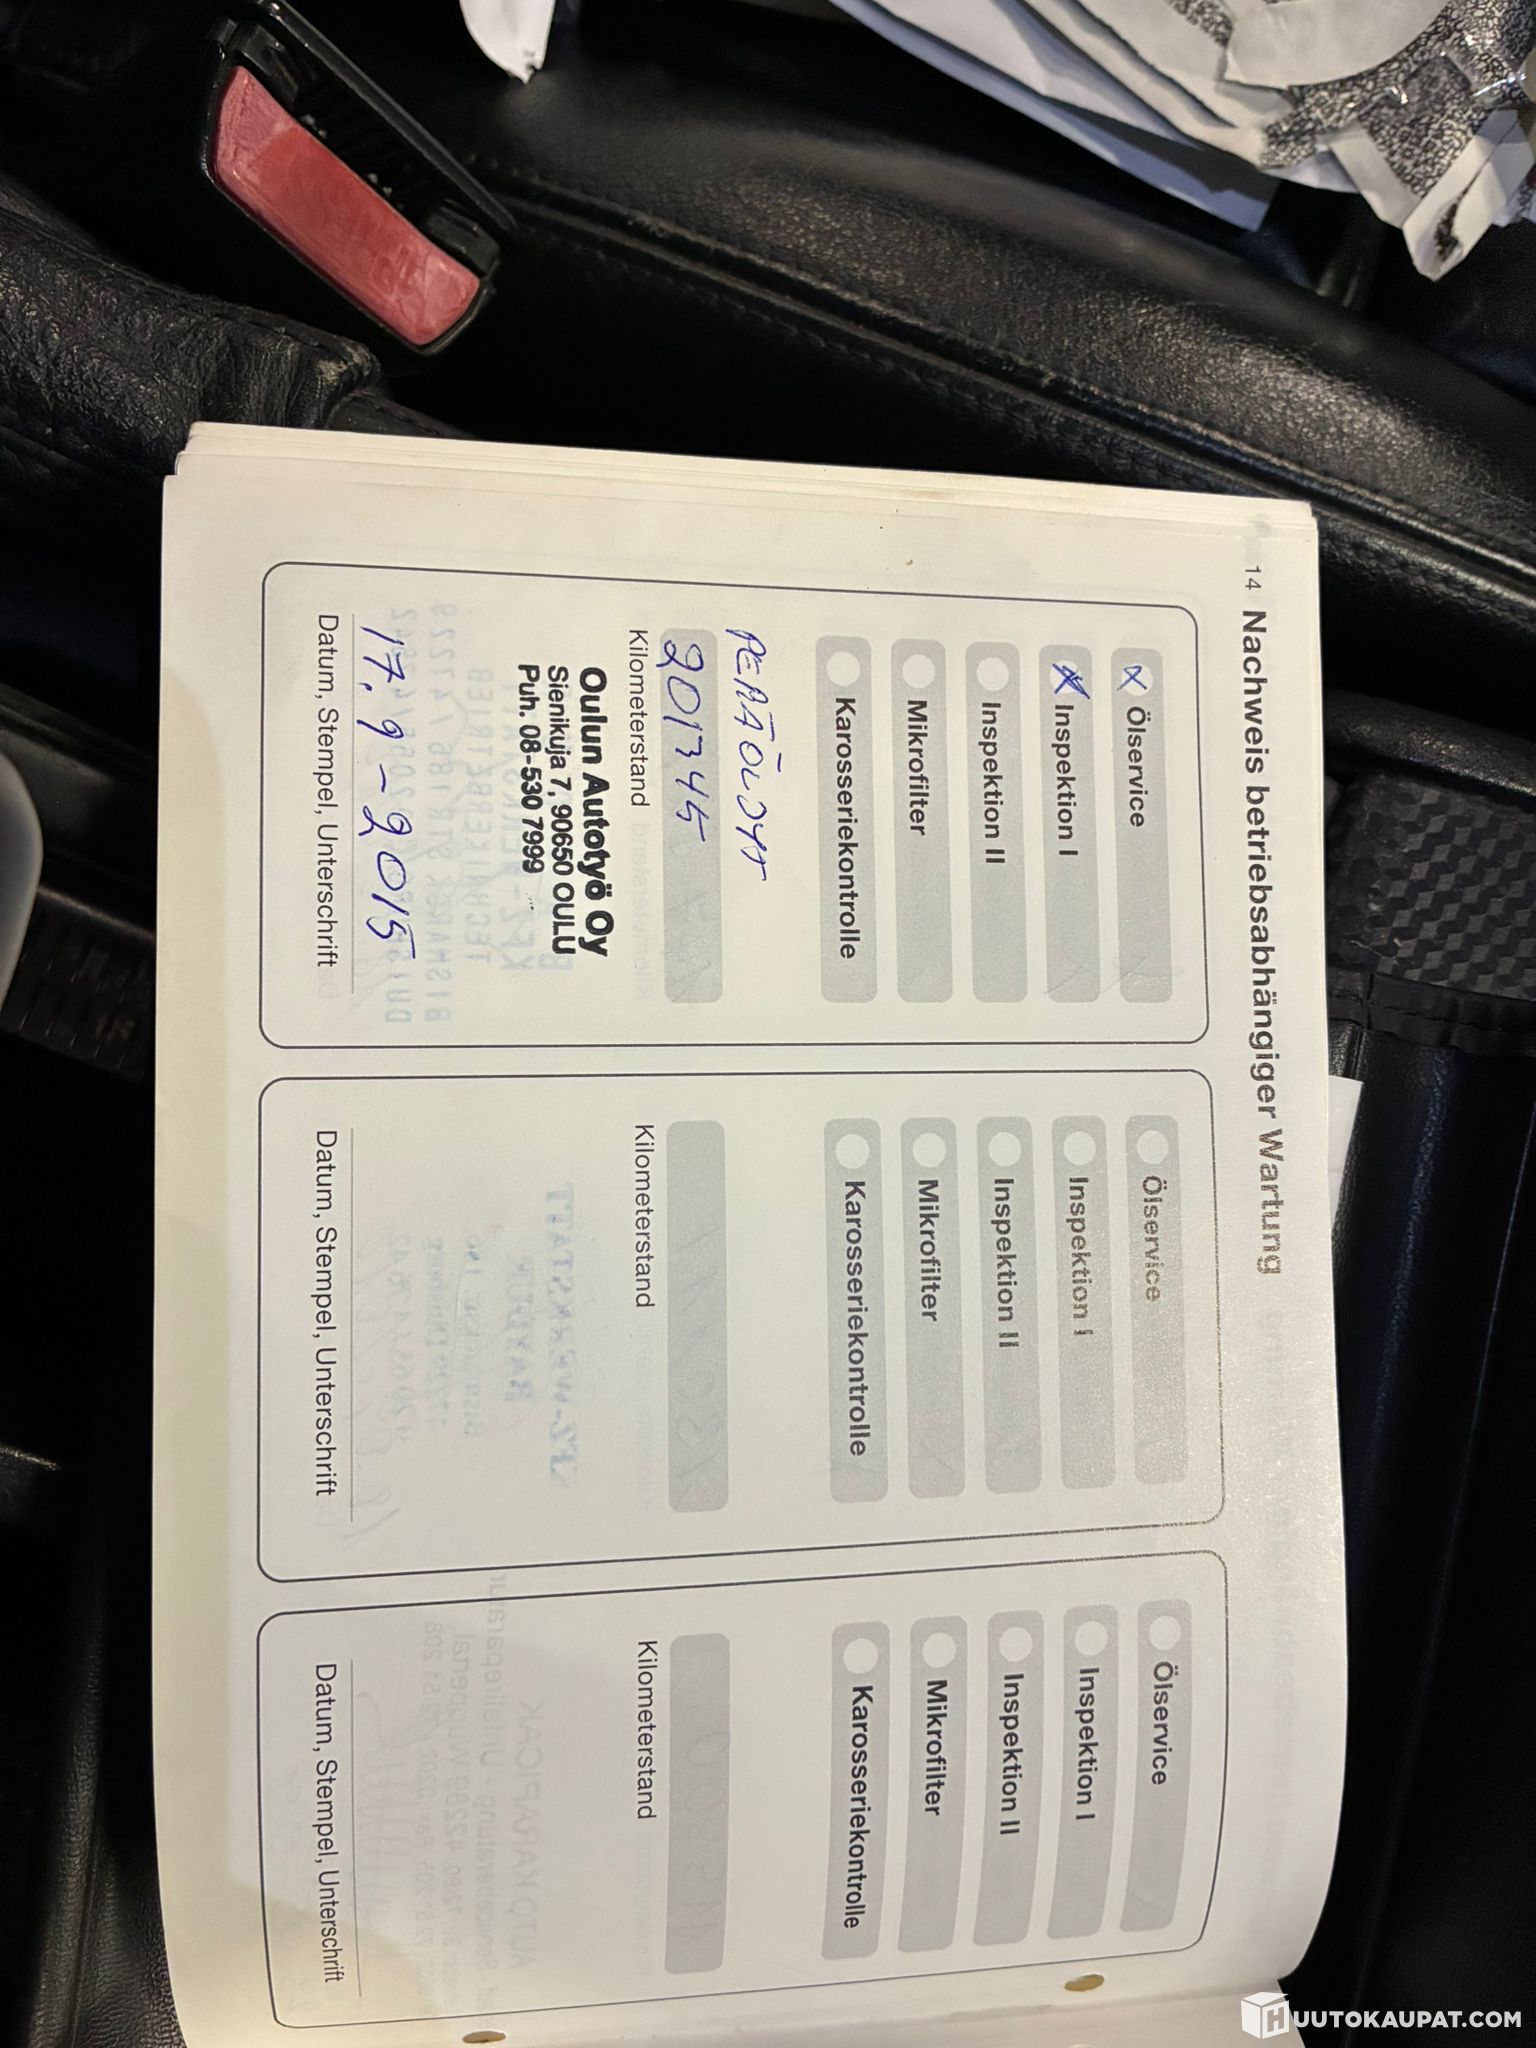 14 Nachweis betriebsabhängiger Wartung
x Ölservice
x Inspektion I
Inspektion II
Mikrofilter
Karosseriekontrolle
PERÄÖLJYT
201345
Kilometerstand
Oulun Autotyö Oy
Sienikuja 7, 90650 OULU
Puh. 08-530 7999
17.9-2015
Datum, Stempel, Unterschrift
Ölservice
Inspektion I
Inspektion II
Mikrofilter
Karosseriekontrolle
Kilometerstand
Datum, Stempel, Unterschrift
Ölservice
Inspektion I
Inspektion II
Mikrofilter
Karosseriekontrolle
Kilometerstand
Datum, Stempel, Unterschrift
HUUTOKAUPAT.COM